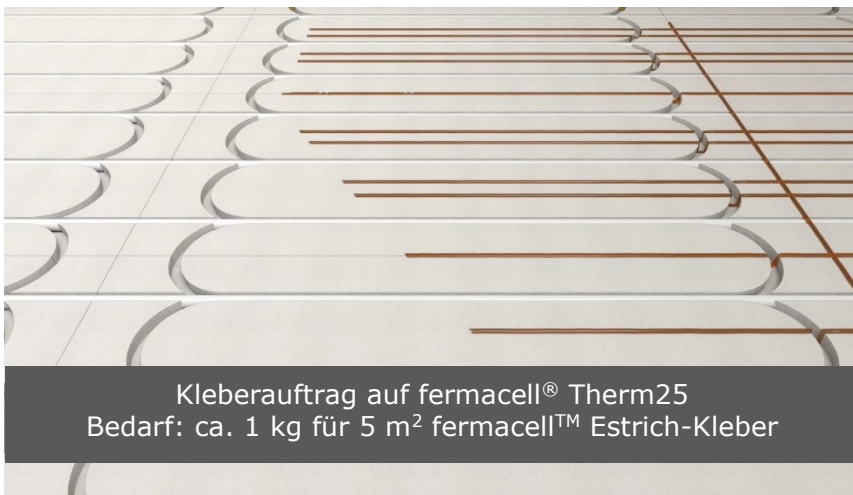 Kleberauftrag auf fermacell® Therm25
Bedarf: ca. 1 kg für 5 m² fermacell™ Estrich-Kleber